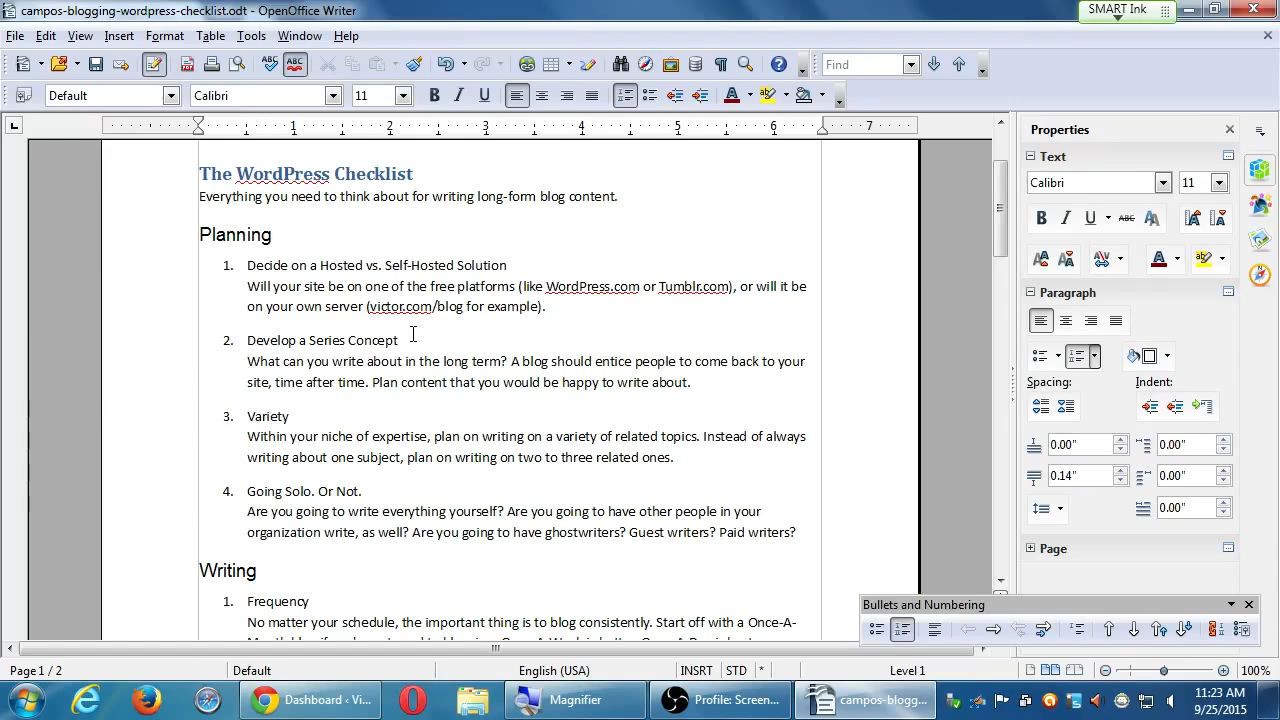 campos-blogging-wordpress-checklist.odt - OpenOffice Writer
SMART Ink
File Edit View Insert Format Table Tools Window Help
Find
Default Calibri 11
1 2 3 4 5 6 7
Properties
Text
Calibri 11
Paragraph
Spacing: Indent:
0.00" 0.00"
0.14" 0.00"
0.00"
Page
The WordPress Checklist
Everything you need to think about for writing long-form blog content.
Planning
1. Decide on a Hosted vs. Self-Hosted Solution
Will your site be on one of the free platforms (like WordPress.com or Tumblr.com), or will it be
on your own server (victor.com/blog for example).
2. Develop a Series Concept
What can you write about in the long term? A blog should entice people to come back to your
site, time after time. Plan content that you would be happy to write about.
3. Variety
Within your niche of expertise, plan on writing on a variety of related topics. Instead of always
writing about one subject, plan on writing on two to three related ones.
4. Going Solo. Or Not.
Are you going to write everything yourself? Are you going to have other people in your
organization write, as well? Are you going to have ghostwriters? Guest writers? Paid writers?
Writing
1. Frequency
No matter your schedule, the important thing is to blog consistently. Start off with a Once-A-
Bullets and Numbering
Page 1 / 2 Default English (USA) INSRT STD * Level 1 100%
Dashboard ‹ Vi... Magnifier Profile: Screen... campos-blogg...
11:23 AM
9/25/2015